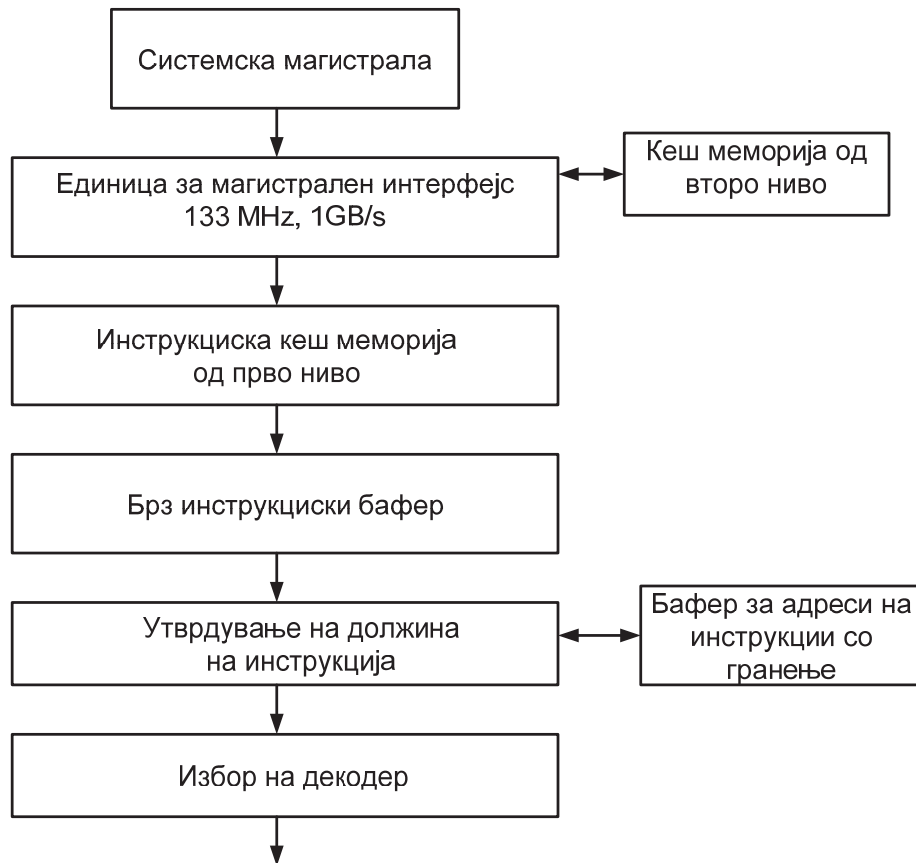 Системска магистрала
Единица за магистрален интерфејс
133 MHz, 1GB/s
Кеш меморија од
второ ниво
Инструкциска кеш меморија
од прво ниво
Брз инструкциски бафер
Утврдување на должина
на инструкција
Бафер за адреси на
инструкции со
гранење
Избор на декодер